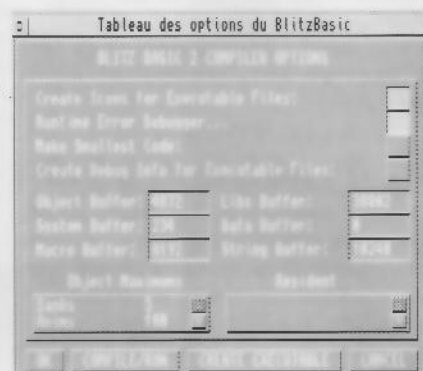 Tableau des options du BlitzBasic
BLITZ BASIC 2 COMPILER OPTIONS
Create Icons for Executable Files:
Runtime Error Debugger...
Make Smallest Code:
Create Debug Info for Executable Files:
Object Buffer: Libs Buffer:
System Buffer: Data Buffer:
Macro Buffer: String Buffer:
Object Maximums Resident
OK COMPILE/RUN CREATE EXECUTABLE CANCEL